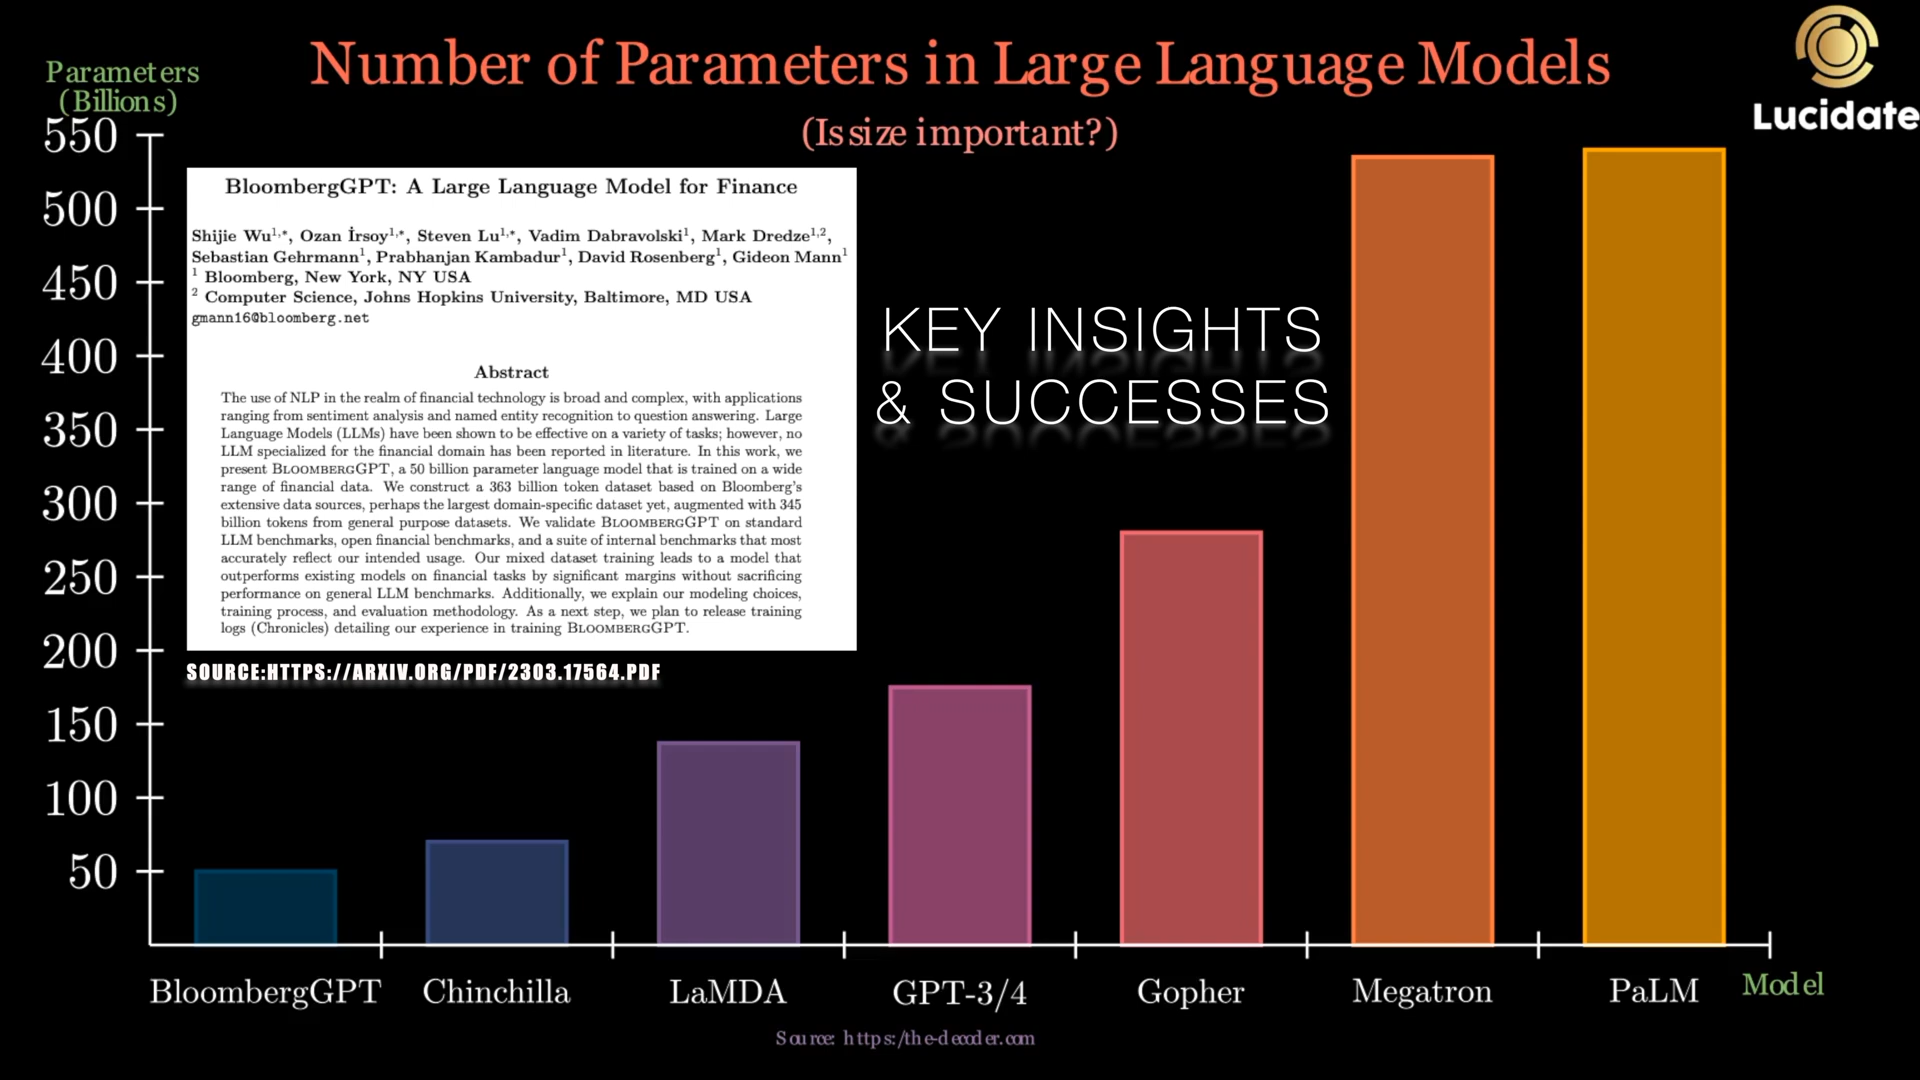 Number of Parameters in Large Language Models
(Is size important?)
Lucidate
Parameters
(Billions)
550
500
450
400
350
300
250
200
150
100
50
BloombergGPT: A Large Language Model for Finance
Shijie Wu1,*, Ozan İrsoy1,*, Steven Lu1,*, Vadim Dabravolski1, Mark Dredze1,2,
Sebastian Gehrmann1, Prabhanjan Kambadur1, David Rosenberg1, Gideon Mann1
1 Bloomberg, New York, NY USA
2 Computer Science, Johns Hopkins University, Baltimore, MD USA
gmann16@bloomberg.net
Abstract
The use of NLP in the realm of financial technology is broad and complex, with applications
ranging from sentiment analysis and named entity recognition to question answering. Large
Language Models (LLMs) have been shown to be effective on a variety of tasks; however, no
LLM specialized for the financial domain has been reported in literature. In this work, we
present BLOOMBERGGPT, a 50 billion parameter language model that is trained on a wide
range of financial data. We construct a 363 billion token dataset based on Bloomberg's
extensive data sources, perhaps the largest domain-specific dataset yet, augmented with 345
billion tokens from general purpose datasets. We validate BLOOMBERGGPT on standard
LLM benchmarks, open financial benchmarks, and a suite of internal benchmarks that most
accurately reflect our intended usage. Our mixed dataset training leads to a model that
outperforms existing models on financial tasks by significant margins without sacrificing
performance on general LLM benchmarks. Additionally, we explain our modeling choices,
training process, and evaluation methodology. As a next step, we plan to release training
logs (Chronicles) detailing our experience in training BLOOMBERGGPT.
SOURCE:HTTPS://ARXIV.ORG/PDF/2303.17564.PDF
KEY INSIGHTS
& SUCCESSES
BloombergGPT
Chinchilla
LaMDA
GPT-3/4
Gopher
Megatron
PaLM
Model
Source: https:/the-decoder.com